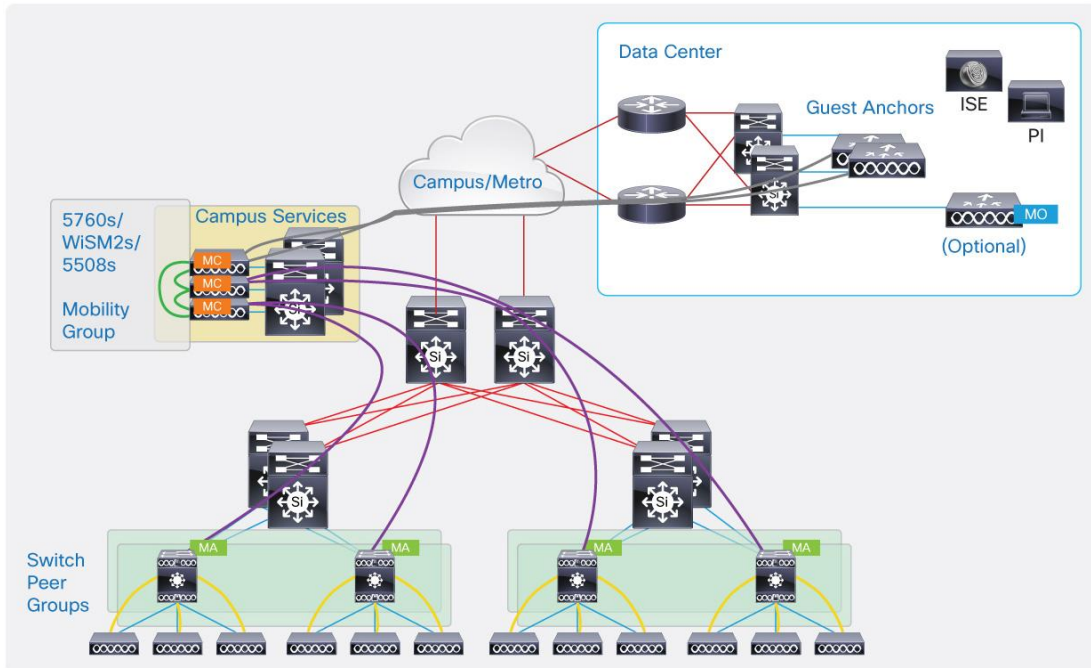 Data Center
ISE
PI
Guest Anchors
Campus/Metro
Si
MO
(Optional)
5760s/
WiSM2s/
5508s
Mobility
Group
Campus Services
MC
MC
MC
Si
Si
Si
Si
MA
MA
MA
MA
Switch
Peer
Groups